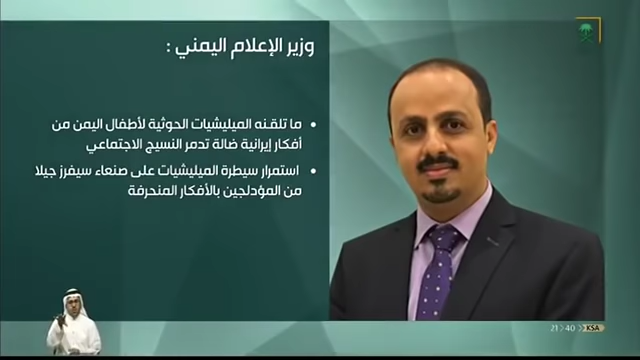 وزير الإعلام اليمني :
• ما تلقنه الميليشيات الحوثية لأطفال اليمن من
أفكار إيرانية ضالة تدمر النسيج الاجتماعي
• استمرار سيطرة الميليشيات على صنعاء سيفرز جيلا
من المؤدلجين بالأفكار المنحرفة
21:40 KSA